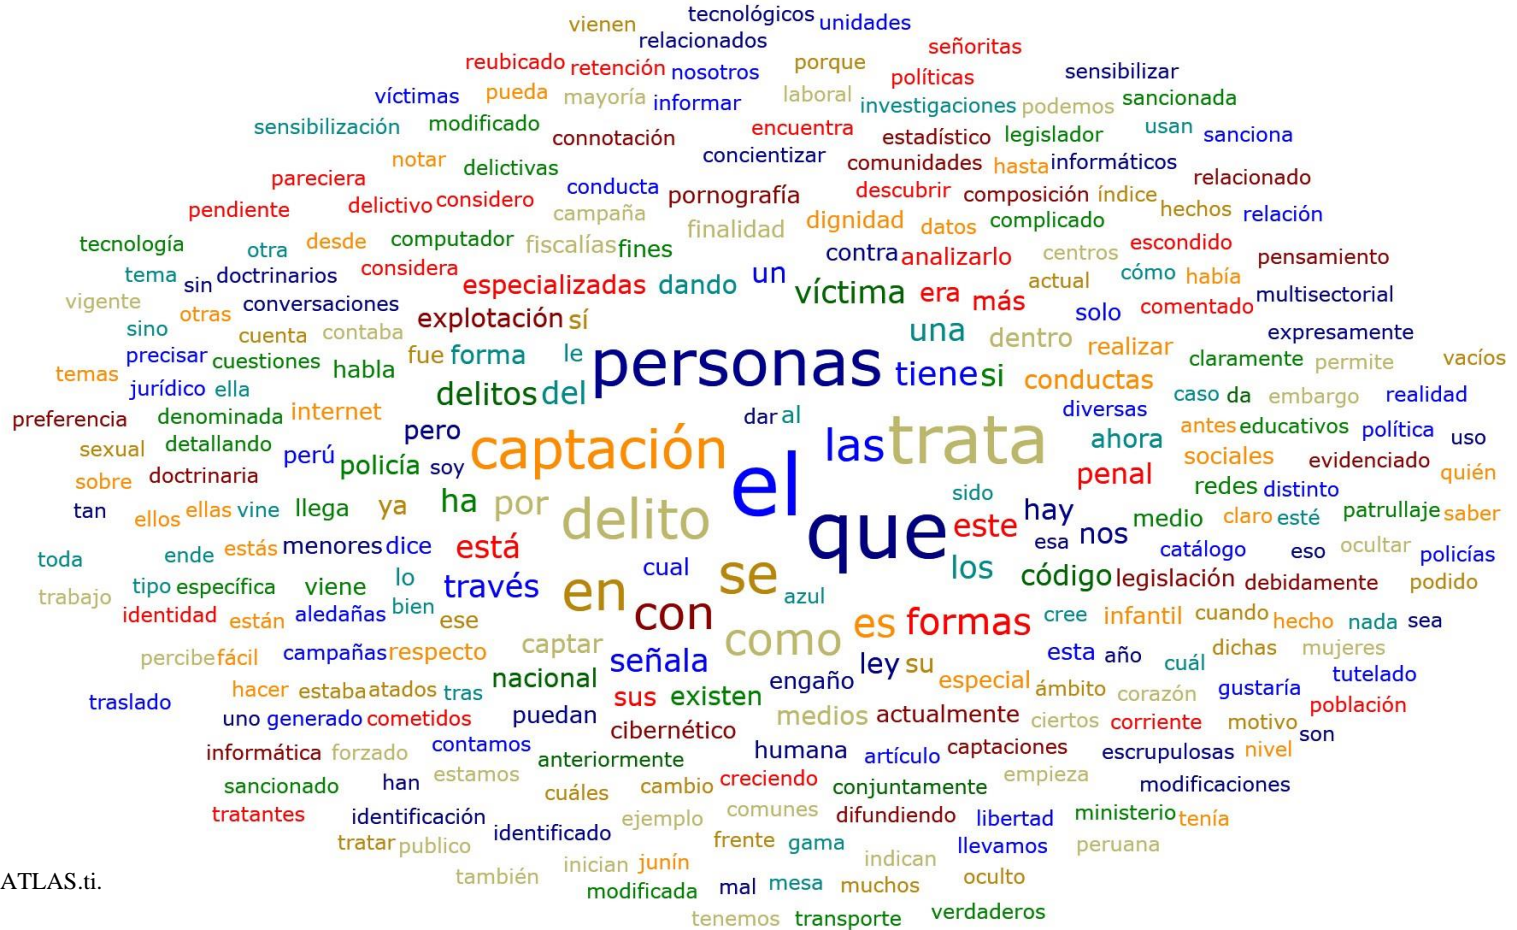 vienen tecnológicos unidades
relacionados señoritas
reubicado retención nosotros porque políticas sensibilizar
víctimas pueda mayoría informar laboral investigaciones podemos sancionada
sensibilización modificado connotación encuentra estadístico legislador usan sanciona
notar delictivas concientizar comunidades hasta informáticos
pareciera conducta pornografía descubrir composición índice relacionado
pendiente delictivo considero campaña finalidad dignidad datos complicado hechos relación
tecnología otra desde computador fiscalías fines contra analizarlo centros escondido pensamiento
tema sin doctrinarios considera especializadas dando un víctima era más actual cómo había multisectorial
vigente otras conversaciones explotación sí una solo comentado
sino cuenta contaba dentro realizar expresamente
precisar cuestiones habla fue forma le personas tiene si conductas claramente permite vacíos
temas jurídico ella delitos del caso da embargo realidad
preferencia denominada internet pero dar al las trata diversas antes educativos política uso
sexual detallando perú policía soy captación ahora sociales evidenciado quién
sobre doctrinaria penal redes distinto
tan ellos ellas vine llega ya ha por delito el que sido este hay nos medio claro esté patrullaje saber
toda ende estás menores dice está esa catálogo eso ocultar policías
trabajo tipo específica viene lo través cual en se los código legislación debidamente podido
identidad están aledañas bien ese con azul es formas cree infantil cuando hecho nada sea
percibe fácil campañas respecto captar señala como ley su esta año cuál dichas mujeres
traslado hacer estaba atados tras nacional sus existen engaño especial ámbito corazón gustaría tutelado
uno generado cometidos puedan cibernético medios actualmente ciertos corriente motivo población
informática forzado contamos anteriormente humana artículo captaciones escrupulosas nivel son
sancionado han estamos cuáles cambio creciendo conjuntamente empieza modificaciones
tratantes identificación identificado ejemplo comunes difundiendo libertad ministerio tenía
tratar publico frente gama llevamos peruana
también inician junín indican
ATLAS.ti. modificada mal mesa muchos oculto
tenemos transporte verdaderos